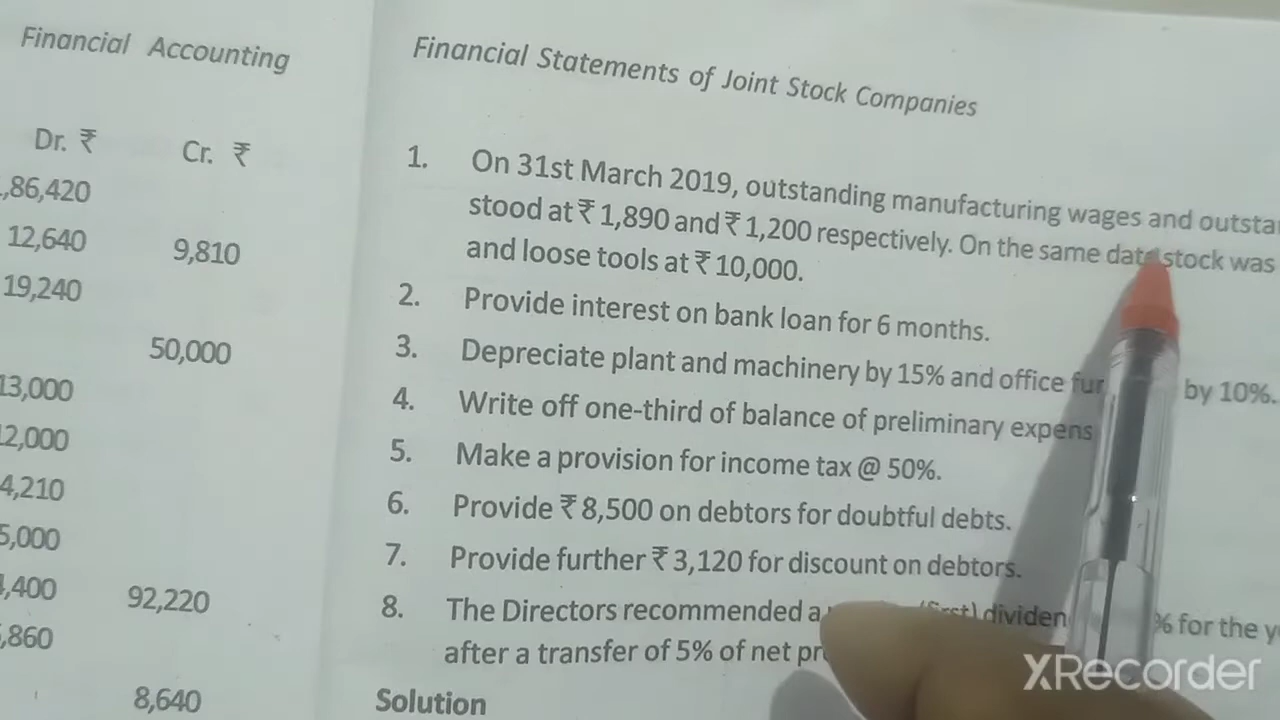 Financial Accounting
Dr. ₹ Cr. ₹
,86,420
12,640 9,810
19,240
50,000
13,000
12,000
4,210
5,000
,400 92,220
,860
8,640
Financial Statements of Joint Stock Companies
1. On 31st March 2019, outstanding manufacturing wages and outsta
stood at ₹ 1,890 and ₹ 1,200 respectively. On the same date stock was
and loose tools at ₹ 10,000.
2. Provide interest on bank loan for 6 months.
3. Depreciate plant and machinery by 15% and office fur by 10%.
4. Write off one-third of balance of preliminary expens
5. Make a provision for income tax @ 50%.
6. Provide ₹ 8,500 on debtors for doubtful debts.
7. Provide further ₹ 3,120 for discount on debtors.
8. The Directors recommended a (first) dividen % for the y
after a transfer of 5% of net pr
Solution
XRecorder